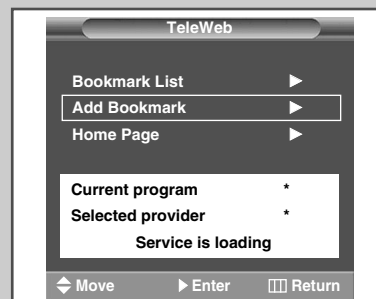 TeleWeb
Bookmark List
Add Bookmark
Home Page
Current program *
Selected provider *
Service is loading
Move Enter Return